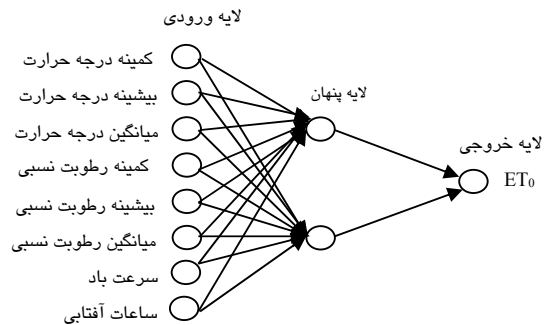 لایه ورودی
کمینه درجه حرارت
بیشینه درجه حرارت
میانگین درجه حرارت
کمینه رطوبت نسبی
بیشینه رطوبت نسبی
میانگین رطوبت نسبی
سرعت باد
ساعات آفتابی
لایه پنهان
لایه خروجی
ET₀